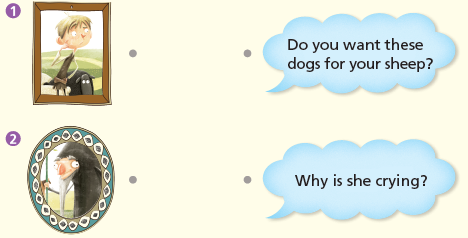 1
Do you want these
dogs for your sheep?
2
Why is she crying?